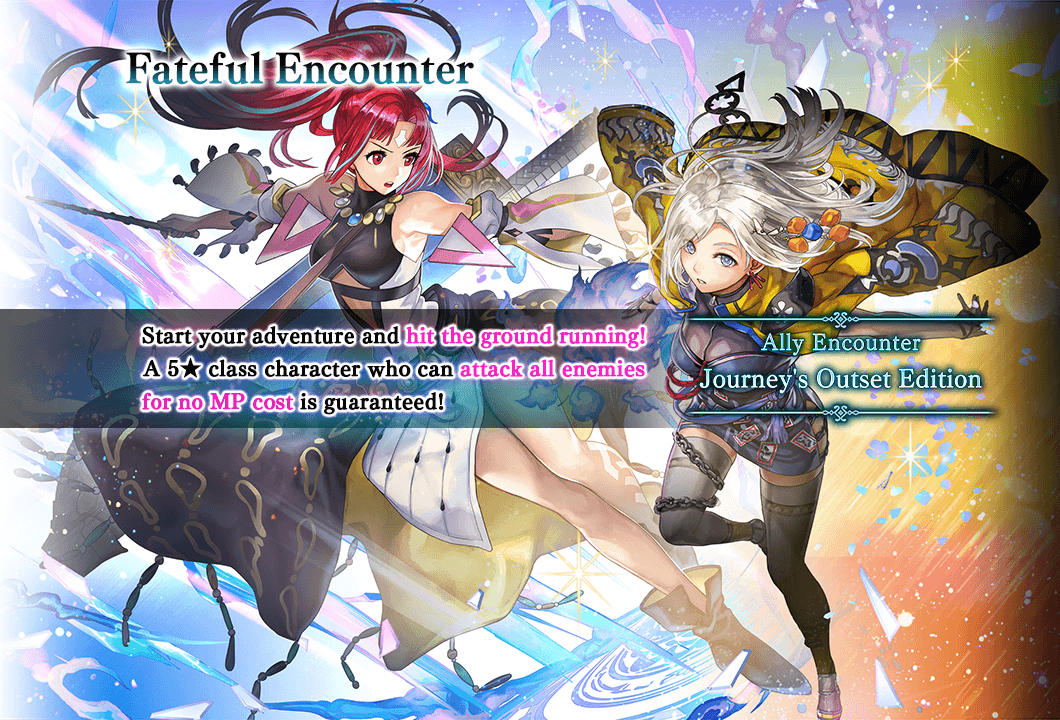 Fateful Encounter
Start your adventure and hit the ground running!
A 5★ class character who can attack all enemies
for no MP cost is guaranteed!
Ally Encounter
Journey's Outset Edition